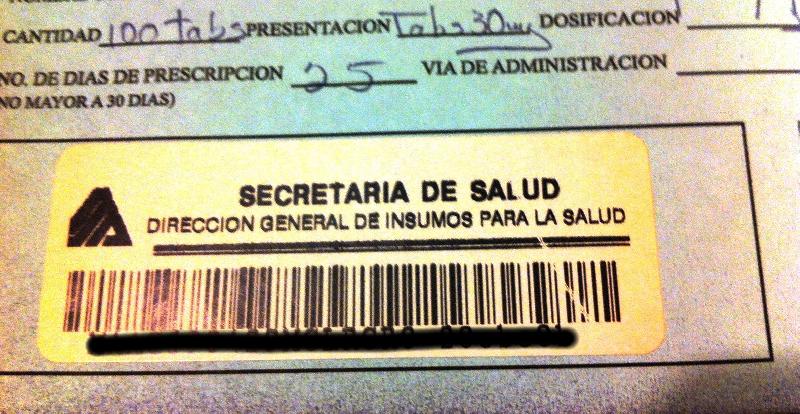 CANTIDAD 100 tabs PRESENTACION Tabs 30mg DOSIFICACION
NO. DE DIAS DE PRESCRIPCION 25 VIA DE ADMINISTRACION
(NO MAYOR A 30 DIAS)
SECRETARIA DE SALUD
DIRECCION GENERAL DE INSUMOS PARA LA SALUD